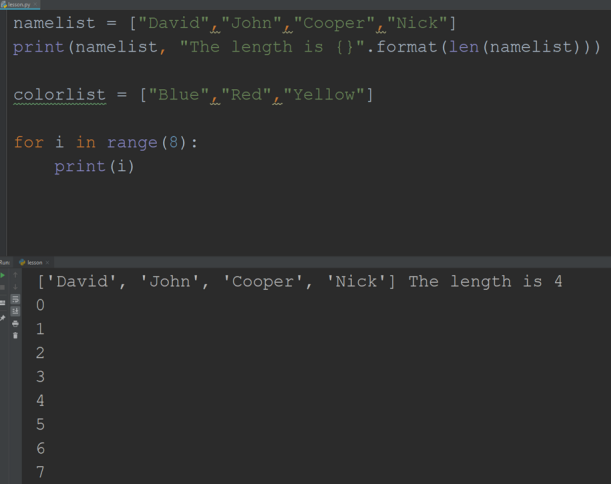 lesson.py
namelist = ["David","John","Cooper","Nick"]
print(namelist, "The length is {}".format(len(namelist)))
colorlist = ["Blue","Red","Yellow"]
for i in range(8):
    print(i)
Run: lesson
['David', 'John', 'Cooper', 'Nick'] The length is 4
0
1
2
3
4
5
6
7